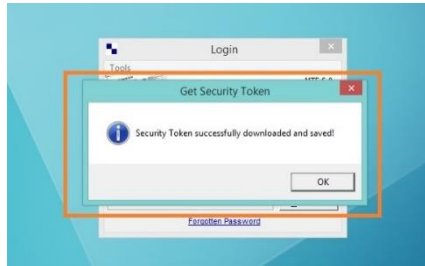 Login
Tools
Get Security Token
Security Token successfully downloaded and saved!
OK
Forgotten Password